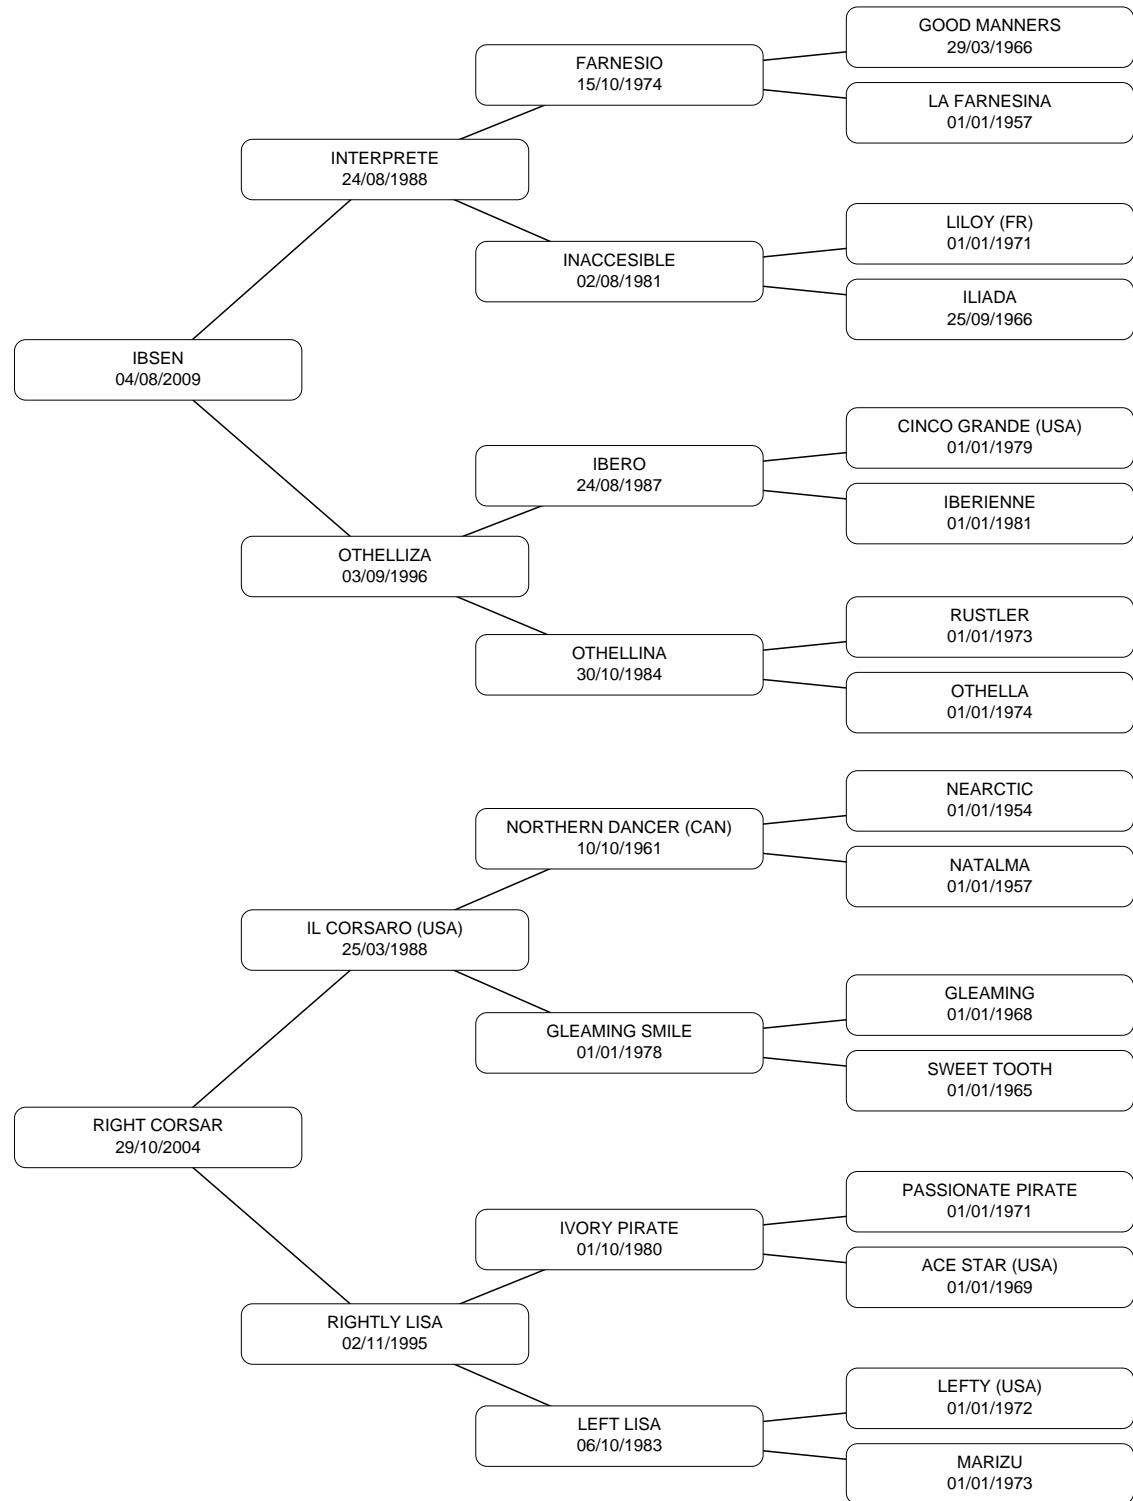 GOOD MANNERS
29/03/1966
FARNESIO
15/10/1974
LA FARNESINA
01/01/1957
INTERPRETE
24/08/1988
LILOY (FR)
01/01/1971
INACCESIBLE
02/08/1981
ILIADA
25/09/1966
IBSEN
04/08/2009
CINCO GRANDE (USA)
01/01/1979
IBERO
24/08/1987
IBERIENNE
01/01/1981
OTHELLIZA
03/09/1996
RUSTLER
01/01/1973
OTHELLINA
30/10/1984
OTHELLA
01/01/1974
NEARCTIC
01/01/1954
NORTHERN DANCER (CAN)
10/10/1961
NATALMA
01/01/1957
IL CORSARO (USA)
25/03/1988
GLEAMING
01/01/1968
GLEAMING SMILE
01/01/1978
SWEET TOOTH
01/01/1965
RIGHT CORSAR
29/10/2004
PASSIONATE PIRATE
01/01/1971
IVORY PIRATE
01/10/1980
ACE STAR (USA)
01/01/1969
RIGHTLY LISA
02/11/1995
LEFTY (USA)
01/01/1972
LEFT LISA
06/10/1983
MARIZU
01/01/1973